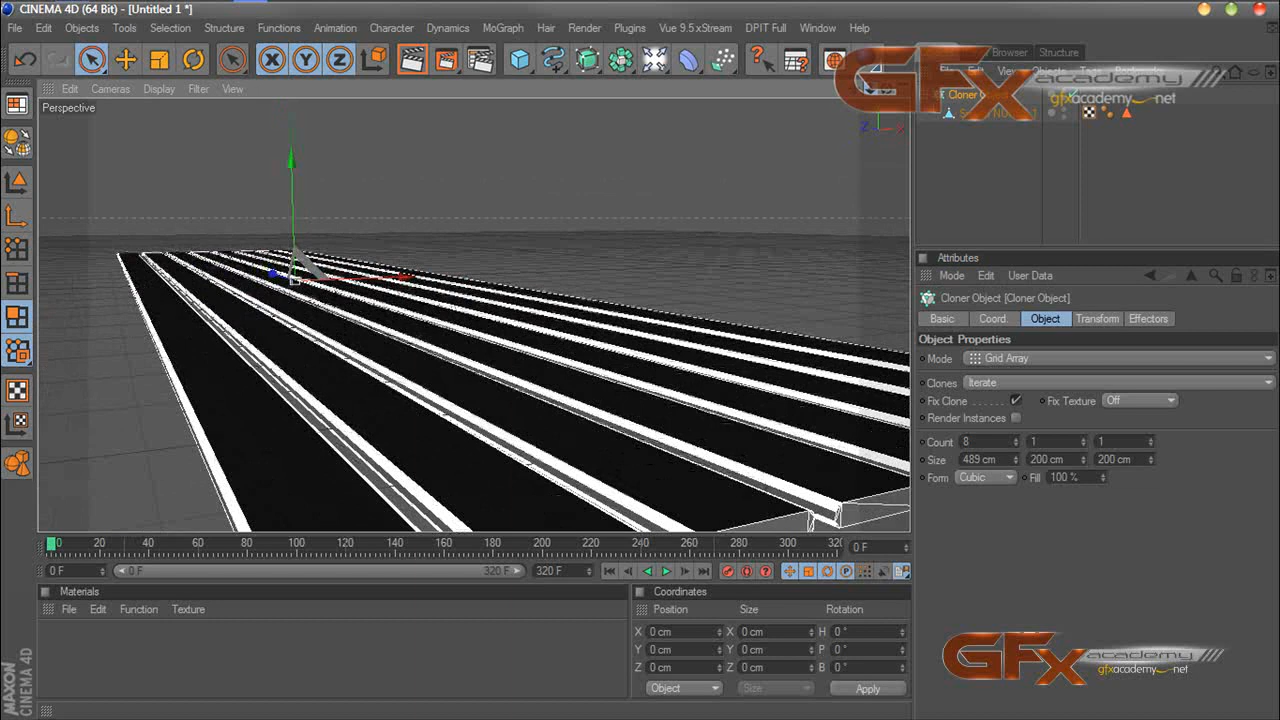 CINEMA 4D (64 Bit) - [Untitled 1 *]
File Edit Objects Tools Selection Structure Functions Animation Character Dynamics MoGraph Hair Render Plugins Vue 9.5xStream DPIT Full Window Help
Browser Structure
Edit Cameras Display Filter View
Perspective
GFx academy
gfxacademy.net
Attributes
Mode Edit User Data
Cloner Object [Cloner Object]
Basic Coord. Object Transform Effectors
Object Properties
Mode Grid Array
Clones Iterate
Fix Clone Fix Texture Off
Render Instances
Count 8 1 1
Size 489 cm 200 cm 200 cm
Form Cubic Fill 100 %
0 20 40 60 80 100 120 140 160 180 200 220 240 260 280 300 0 F
0 F 0 F 320 F 320 F
Materials
File Edit Function Texture
Coordinates
Position Size Rotation
X 0 cm X 0 cm H 0 °
Y 0 cm Y 0 cm P 0 °
Z 0 cm Z 0 cm B 0 °
Object Size Apply
GFx academy
gfxacademy.net
MAXON
CINEMA 4D